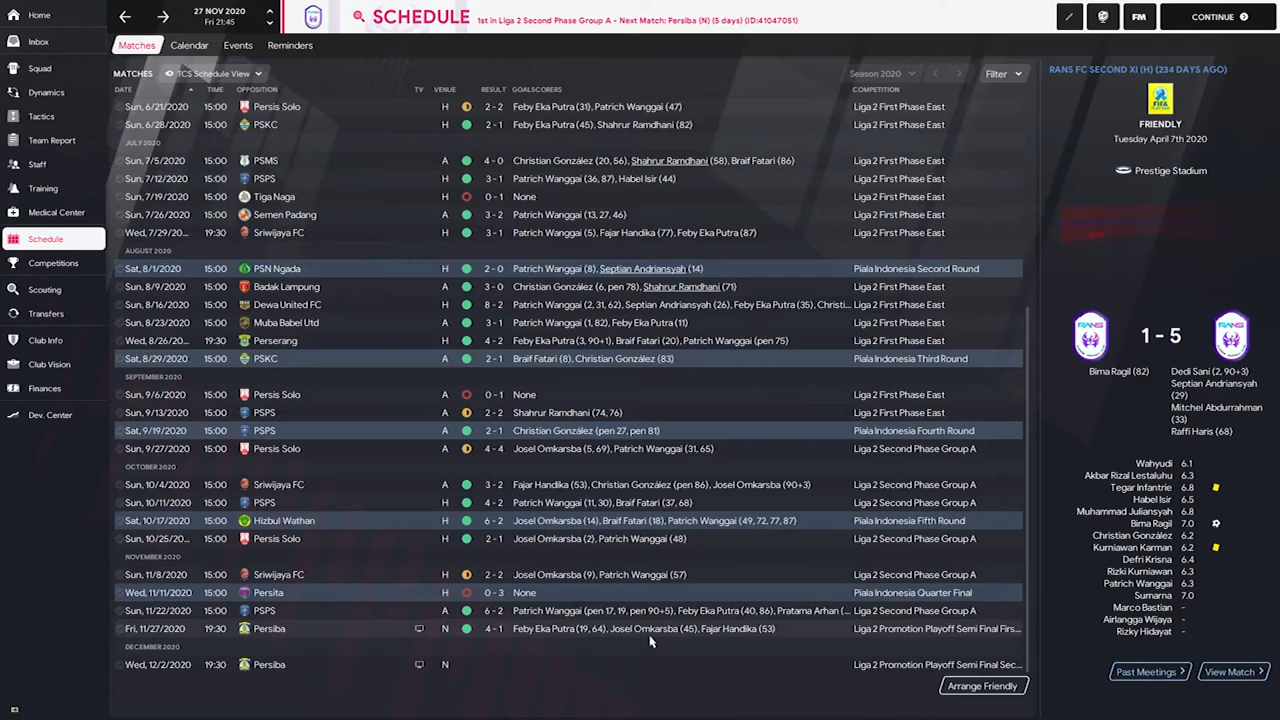 Home
Inbox
Squad
Dynamics
Tactics
Team Report
Staff
Training
Medical Center
Schedule
Competitions
Scouting
Transfers
Club Info
Club Vision
Finances
Dev. Center
27 NOV 2020
Fri 21:45
SCHEDULE
1st in Liga 2 Second Phase Group A - Next Match: Persiba (N) (5 days) (ID:41047051)
FM
CONTINUE
Matches Calendar Events Reminders
MATCHES TCS Schedule View Season 2020 Filter
DATE TIME OPPOSITION TV VENUE RESULT GOALSCORERS COMPETITION
Sun, 6/21/2020 15:00 Persis Solo H 2 - 2 Feby Eka Putra (31), Patrich Wanggai (47) Liga 2 First Phase East
Sun, 6/28/2020 15:00 PSKC H 2 - 1 Feby Eka Putra (45), Shahrur Ramdhani (82) Liga 2 First Phase East
JULY 2020
Sun, 7/5/2020 15:00 PSMS A 4 - 0 Christian González (20, 56), Shahrur Ramdhani (58), Braif Fatari (86) Liga 2 First Phase East
Sun, 7/12/2020 15:00 PSPS H 3 - 1 Patrich Wanggai (36, 87), Habel Isir (44) Liga 2 First Phase East
Sun, 7/19/2020 15:00 Tiga Naga H 0 - 1 None Liga 2 First Phase East
Sun, 7/26/2020 15:00 Semen Padang A 3 - 2 Patrich Wanggai (13, 27, 46) Liga 2 First Phase East
Wed, 7/29/20... 19:30 Sriwijaya FC H 3 - 1 Patrich Wanggai (5), Fajar Handika (77), Feby Eka Putra (87) Liga 2 First Phase East
AUGUST 2020
Sat, 8/1/2020 15:00 PSN Ngada H 2 - 0 Patrich Wanggai (8), Septian Andriansyah (14) Piala Indonesia Second Round
Sun, 8/9/2020 15:00 Badak Lampung A 3 - 0 Christian González (6, pen 78), Shahrur Ramdhani (71) Liga 2 First Phase East
Sun, 8/16/2020 15:00 Dewa United FC H 8 - 2 Patrich Wanggai (2, 31, 62), Septian Andriansyah (26), Feby Eka Putra (35), Christi... Liga 2 First Phase East
Sun, 8/23/2020 15:00 Muba Babel Utd A 3 - 1 Patrich Wanggai (1, 82), Feby Eka Putra (11) Liga 2 First Phase East
Wed, 8/26/20... 19:30 Perserang H 4 - 2 Feby Eka Putra (3, 90+1), Braif Fatari (20), Patrich Wanggai (pen 75) Liga 2 First Phase East
Sat, 8/29/2020 15:00 PSKC A 2 - 1 Braif Fatari (8), Christian González (83) Piala Indonesia Third Round
SEPTEMBER 2020
Sun, 9/6/2020 15:00 Persis Solo A 0 - 1 None Liga 2 First Phase East
Sun, 9/13/2020 15:00 PSPS A 2 - 2 Shahrur Ramdhani (74, 76) Liga 2 First Phase East
Sat, 9/19/2020 15:00 PSPS A 2 - 1 Christian González (pen 27, pen 81) Piala Indonesia Fourth Round
Sun, 9/27/2020 15:00 Persis Solo A 4 - 4 Josel Omkarsba (5, 69), Patrich Wanggai (31, 65) Liga 2 Second Phase Group A
OCTOBER 2020
Sun, 10/4/2020 15:00 Sriwijaya FC A 3 - 2 Fajar Handika (53), Christian González (pen 86), Josel Omkarsba (90+3) Liga 2 Second Phase Group A
Sun, 10/11/2020 15:00 PSPS H 4 - 2 Patrich Wanggai (11, 30), Braif Fatari (37, 68) Liga 2 Second Phase Group A
Sat, 10/17/2020 15:00 Hizbul Wathan H 6 - 2 Josel Omkarsba (14), Braif Fatari (18), Patrich Wanggai (49, 72, 77, 87) Piala Indonesia Fifth Round
Sun, 10/25/20... 15:00 Persis Solo H 2 - 1 Josel Omkarsba (2), Patrich Wanggai (48) Liga 2 Second Phase Group A
NOVEMBER 2020
Sun, 11/8/2020 15:00 Sriwijaya FC H 2 - 2 Josel Omkarsba (9), Patrich Wanggai (57) Liga 2 Second Phase Group A
Wed, 11/11/2020 15:00 Persita H 0 - 3 None Piala Indonesia Quarter Final
Sun, 11/22/2020 15:00 PSPS A 6 - 2 Patrich Wanggai (pen 17, 19, pen 90+5), Feby Eka Putra (40, 86), Pratama Arhan (... Liga 2 Second Phase Group A
Fri, 11/27/2020 19:30 Persiba N 4 - 1 Feby Eka Putra (19, 64), Josel Omkarsba (45), Fajar Handika (53) Liga 2 Promotion Playoff Semi Final Firs...
DECEMBER 2020
Wed, 12/2/2020 19:30 Persiba N Liga 2 Promotion Playoff Semi Final Sec...
Arrange Friendly
RANS FC SECOND XI (H) (234 DAYS AGO)
FIFA
FRIENDLY
Tuesday April 7th 2020
Prestige Stadium
RANS 1 - 5 RANS
Bima Ragil (82)
Dedi Sani (2, 90+3)
Septian Andriansyah
(29)
Mitchel Abdurrahman
(33)
Raffi Haris (68)
Wahyudi 6.1
Akbar Rizal Lestaluhu 6.3
Tegar Infantrie 6.8
Habel Isir 6.5
Muhammad Juliansyah 6.8
Bima Ragil 7.0
Christian González 6.2
Kurniawan Karman 6.2
Defri Krisna 6.4
Rizki Kurniawan 6.3
Patrich Wanggai 6.3
Sumarna 7.0
Marco Bastian -
Airlangga Wijaya -
Rizky Hidayat -
Past Meetings View Match